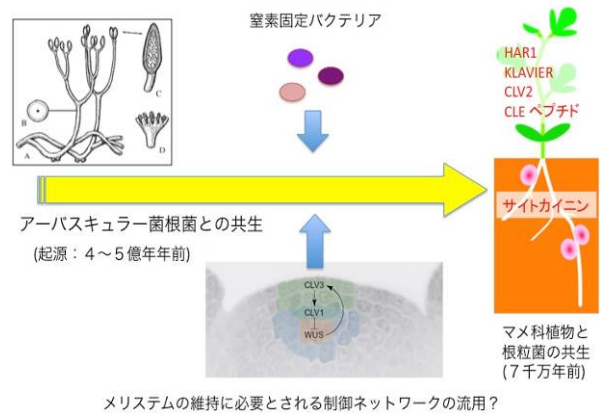 窒素固定バクテリア
A
B
C
D
HAR1
KLAVIER
CLV2
CLE ペプチド
サイトカイニン
アーバスキュラー菌根菌との共生
(起源：４〜５億年年前)
CLV3
CLV1
WUS
マメ科植物と
根粒菌の共生
(７千万年前)
メリステムの維持に必要とされる制御ネットワークの流用？